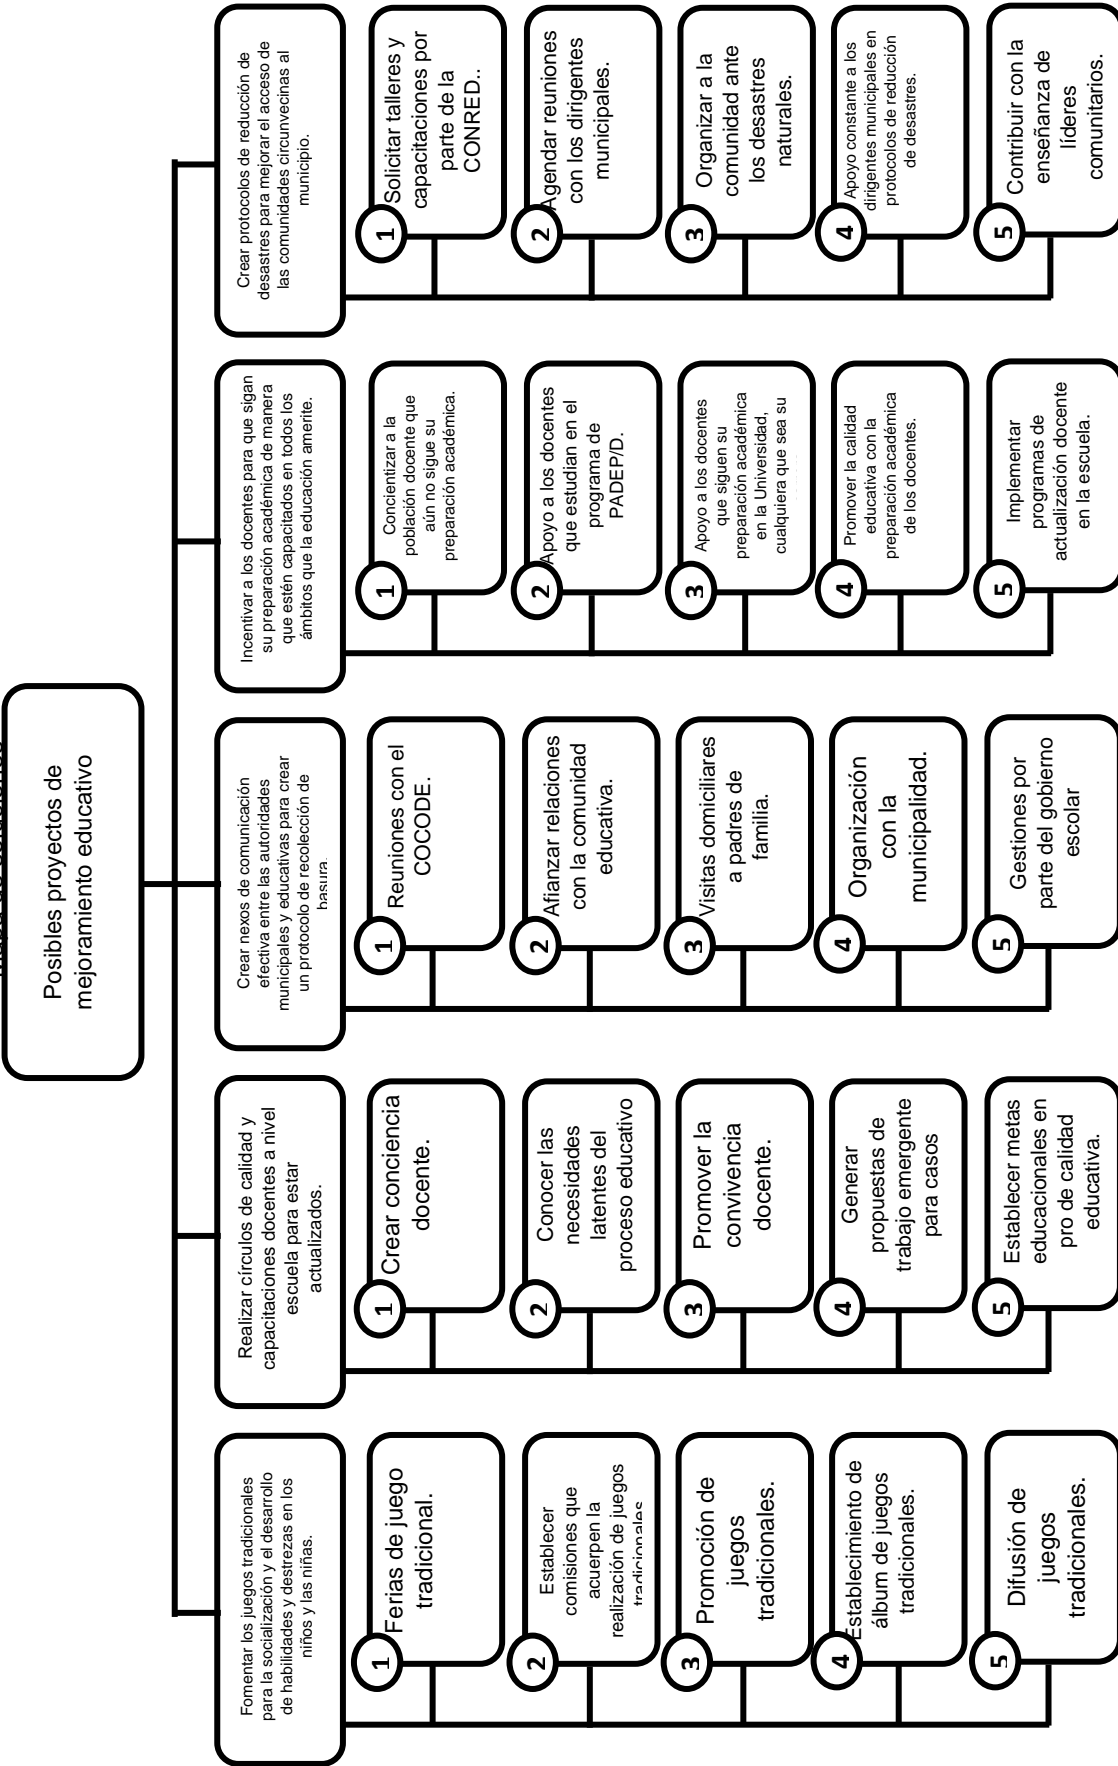 Posibles proyectos de
mejoramiento educativo
Fomentar los juegos tradicionales
para la socialización y el desarrollo
de habilidades y destrezas en los
niños y las niñas.
1
Ferias de juego
tradicional.
2
Establecer
comisiones que
acuerpen la
realización de juegos
tradicionales
3
Promoción de
juegos
tradicionales.
4
Establecimiento de
álbum de juegos
tradicionales.
5
Difusión de
juegos
tradicionales.
Realizar círculos de calidad y
capacitaciones docentes a nivel
escuela para estar
actualizados.
1
Crear conciencia
docente.
2
Conocer las
necesidades
latentes del
proceso educativo
3
Promover la
convivencia
docente.
4
Generar
propuestas de
trabajo emergente
para casos
5
Establecer metas
educacionales en
pro de calidad
educativa.
Crear nexos de comunicación
efectiva entre las autoridades
municipales y educativas para crear
un protocolo de recolección de
basura.
1
Reuniones con el
COCODE.
2
Afianzar relaciones
con la comunidad
educativa.
3
Visitas domiciliares
a padres de
familia.
4
Organización
con la
municipalidad.
5
Gestiones por
parte del gobierno
escolar
Incentivar a los docentes para que sigan
su preparación académica de manera
que estén capacitados en todos los
ámbitos que la educación amerite.
1
Concientizar a la
población docente que
aún no sigue su
preparación académica.
2
Apoyo a los docentes
que estudian en el
programa de
PADEP/D.
3
Apoyo a los docentes
que siguen su
preparación académica
en la Universidad,
cualquiera que sea su
4
Promover la calidad
educativa con la
preparación académica
de los docentes.
5
Implementar
programas de
actualización docente
en la escuela.
Crear protocolos de reducción de
desastres para mejorar el acceso de
las comunidades circunvecinas al
municipio.
1
Solicitar talleres y
capacitaciones por
parte de la
CONRED..
2
Agendar reuniones
con los dirigentes
municipales.
3
Organizar a la
comunidad ante
los desastres
naturales.
4
Apoyo constante a los
dirigentes municipales en
protocolos de reducción
de desastres.
5
Contribuir con la
enseñanza de
líderes
comunitarios.